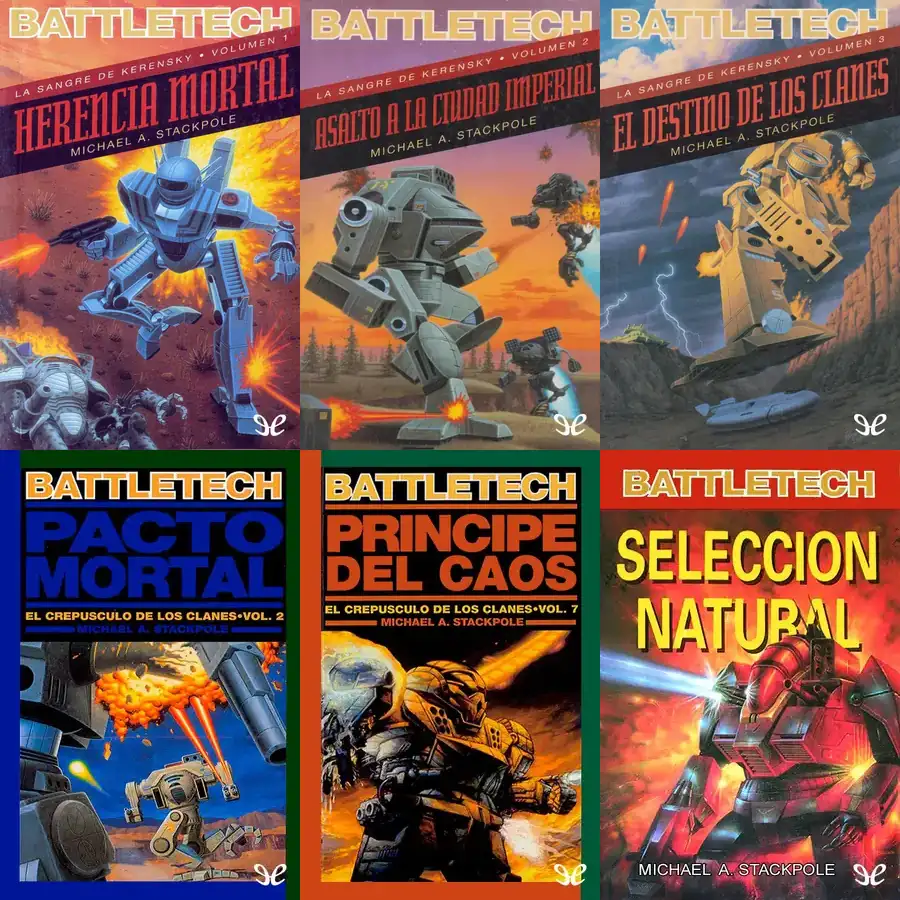 BATTLETECH
LA SANGRE DE KERENSKY • VOLUMEN 1
HERENCIA MORTAL
MICHAEL A. STACKPOLE
BATTLETECH
LA SANGRE DE KERENSKY • VOLUMEN 2
ASALTO A LA CIUDAD IMPERIAL
MICHAEL A. STACKPOLE
BATTLETECH
LA SANGRE DE KERENSKY • VOLUMEN 3
EL DESTINO DE LOS CLANES
MICHAEL A. STACKPOLE
BATTLETECH
PACTO
MORTAL
EL CREPUSCULO DE LOS CLANES•VOL. 2
MICHAEL A. STACKPOLE
BATTLETECH
PRINCIPE
DEL CAOS
EL CREPUSCULO DE LOS CLANES•VOL. 7
MICHAEL A. STACKPOLE
BATTLETECH
SELECCION
NATURAL
MICHAEL A. STACKPOLE